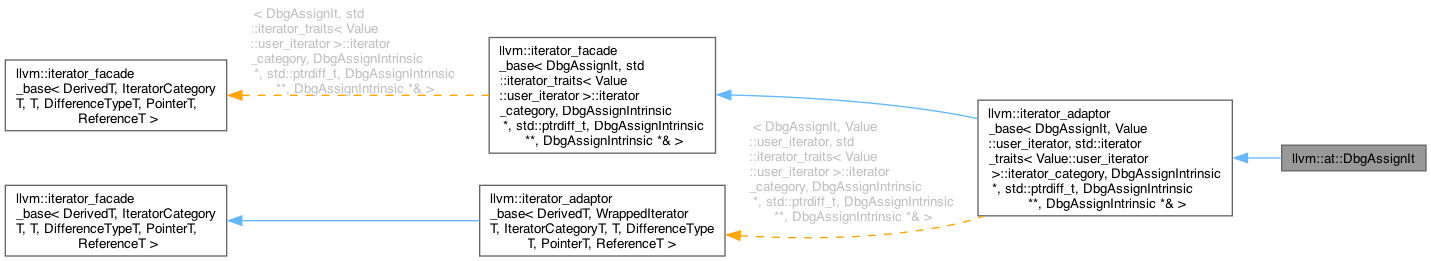 llvm::iterator_facade
_base< DerivedT, IteratorCategory
T, T, DifferenceTypeT, PointerT,
ReferenceT >
< DbgAssignIt, std
::iterator_traits< Value
::user_iterator >::iterator
_category, DbgAssignIntrinsic
*, std::ptrdiff_t, DbgAssignIntrinsic
**, DbgAssignIntrinsic *& >
llvm::iterator_facade
_base< DbgAssignIt, std
::iterator_traits< Value
::user_iterator >::iterator
_category, DbgAssignIntrinsic
*, std::ptrdiff_t, DbgAssignIntrinsic
**, DbgAssignIntrinsic *& >
llvm::iterator_facade
_base< DerivedT, IteratorCategory
T, T, DifferenceTypeT, PointerT,
ReferenceT >
llvm::iterator_adaptor
_base< DerivedT, WrappedIterator
T, IteratorCategoryT, T, DifferenceType
T, PointerT, ReferenceT >
< DbgAssignIt, Value
::user_iterator, std
::iterator_traits< Value
::user_iterator >::iterator
_category, DbgAssignIntrinsic
*, std::ptrdiff_t, DbgAssignIntrinsic
**, DbgAssignIntrinsic *& >
llvm::iterator_adaptor
_base< DbgAssignIt, Value
::user_iterator, std::iterator
_traits< Value::user_iterator
>::iterator_category, DbgAssignIntrinsic
*, std::ptrdiff_t, DbgAssignIntrinsic
**, DbgAssignIntrinsic *& >
llvm::at::DbgAssignIt